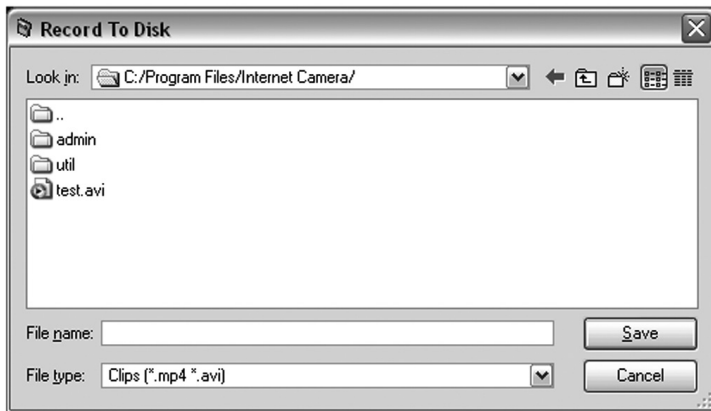 Record To Disk
Look in: C:/Program Files/Internet Camera/
..
admin
util
test.avi
File name: Save
File type: Clips (*.mp4 *.avi) Cancel